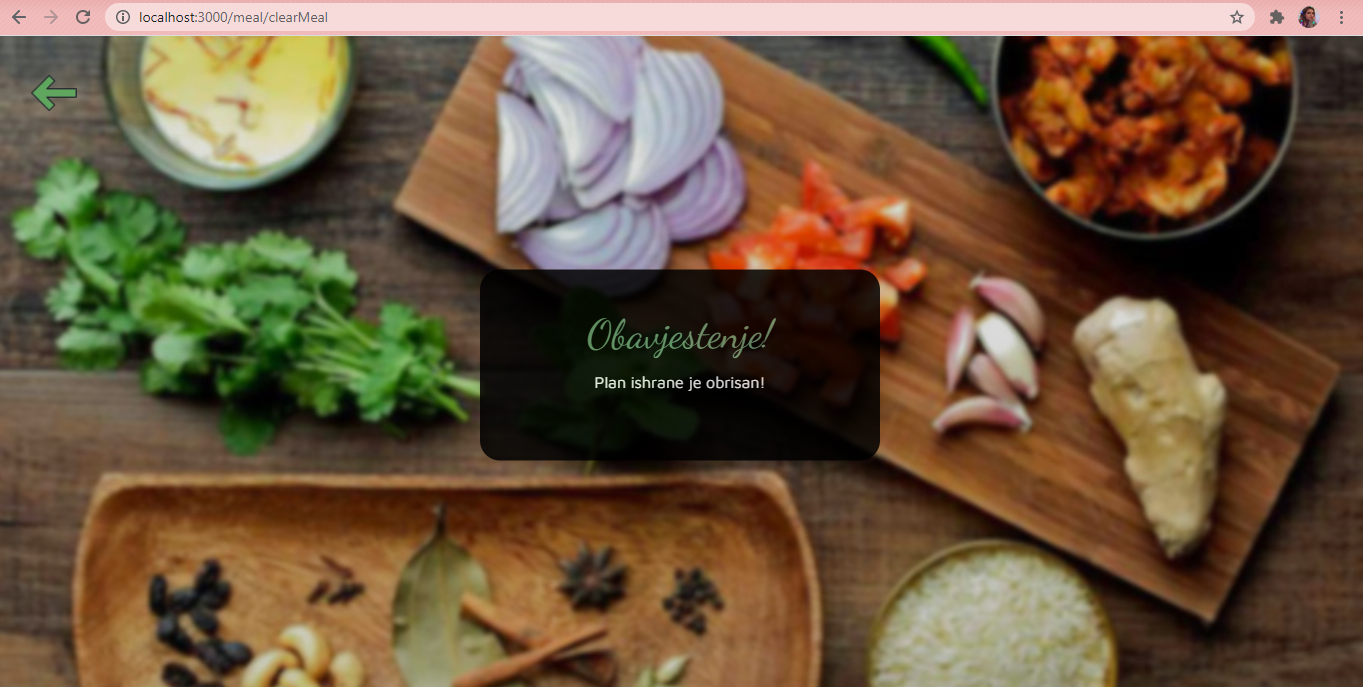 localhost:3000/meal/clearMeal
Obavjestenje!
Plan ishrane je obrisan!